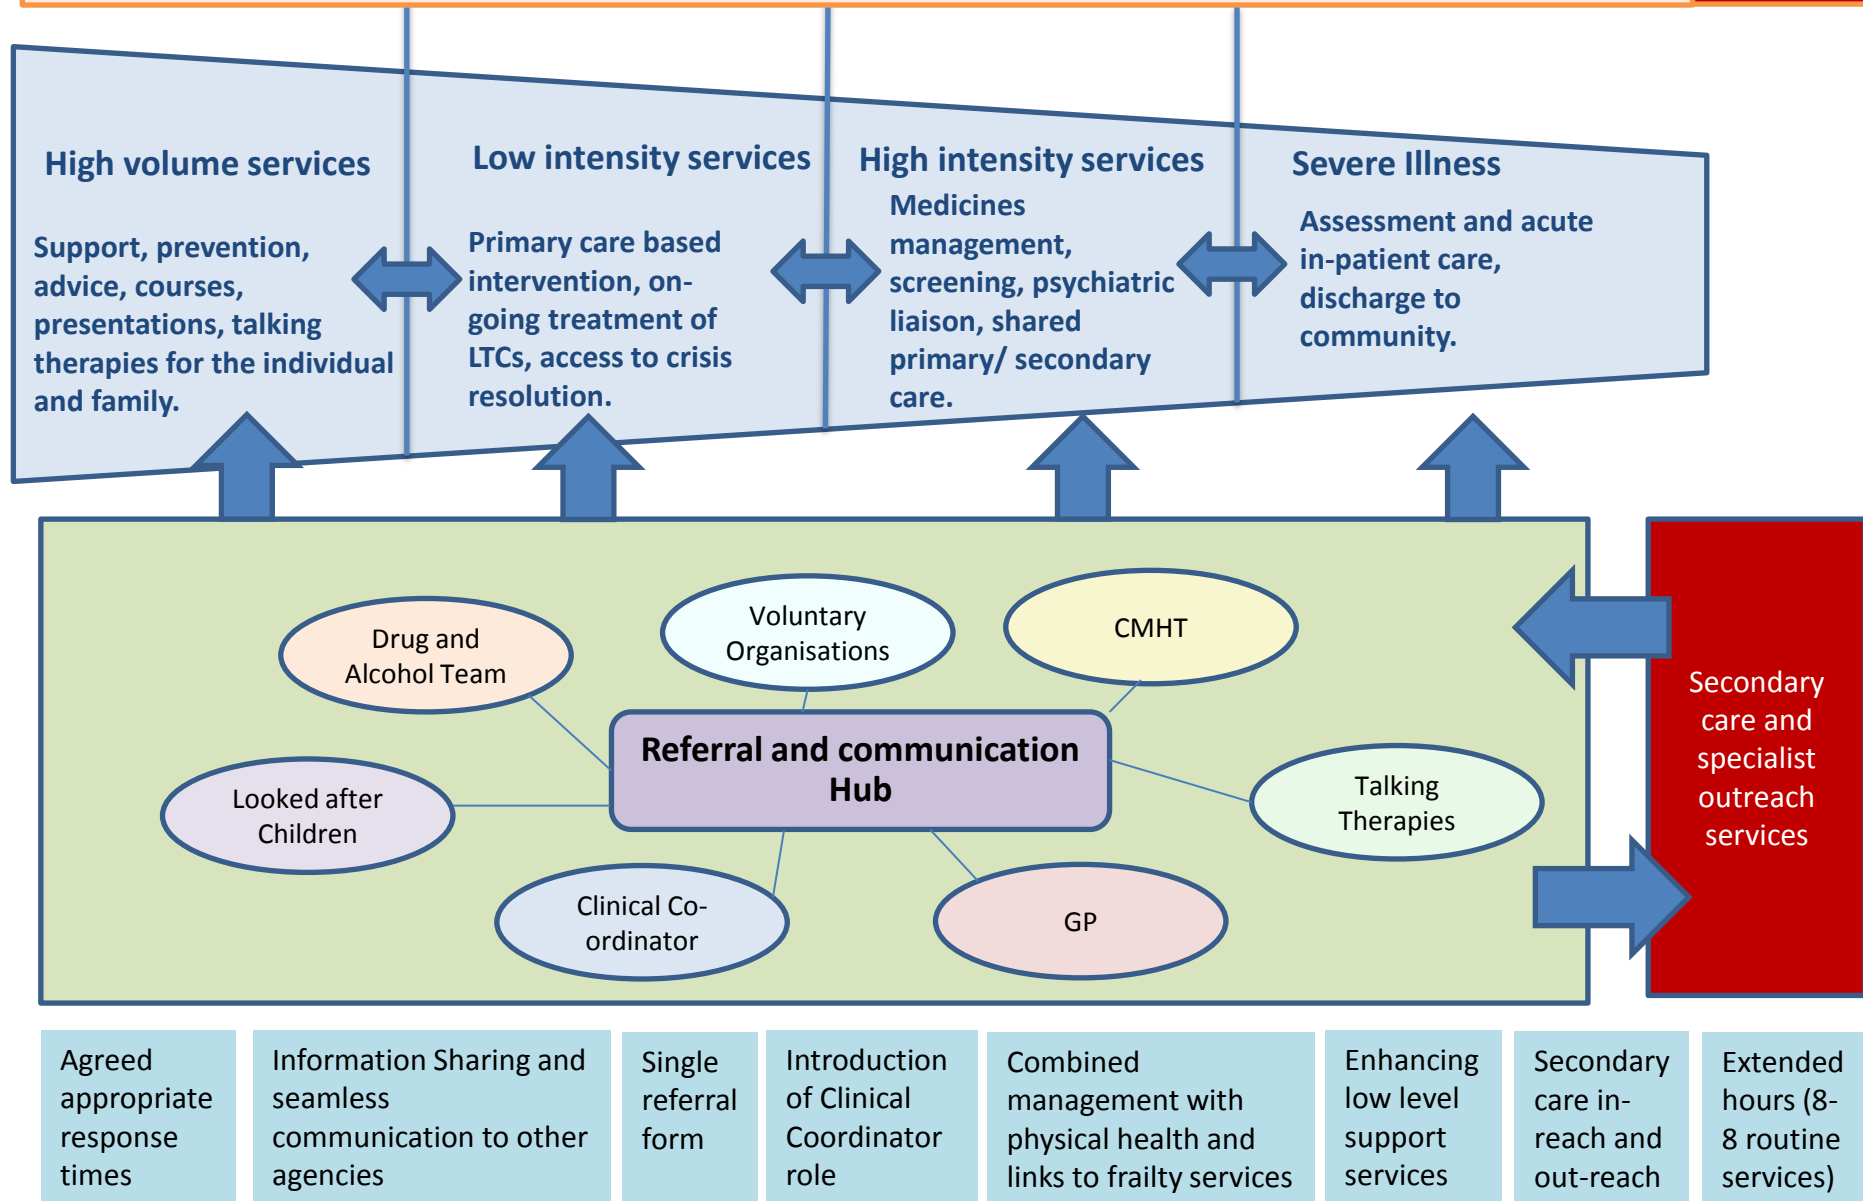 High volume services
Support, prevention,
advice, courses,
presentations, talking
therapies for the individual
and family.
Low intensity services
Primary care based
intervention, on-
going treatment of
LTCs, access to crisis
resolution.
High intensity services
Medicines
management,
screening, psychiatric
liaison, shared
primary/ secondary
care.
Severe Illness
Assessment and acute
in-patient care,
discharge to
community.
Drug and
Alcohol Team
Voluntary
Organisations
CMHT
Referral and communication
Hub
Looked after
Children
Talking
Therapies
Clinical Co-
ordinator
GP
Secondary
care and
specialist
outreach
services
Agreed
appropriate
response
times
Information Sharing and
seamless
communication to other
agencies
Single
referral
form
Introduction
of Clinical
Coordinator
role
Combined
management with
physical health and
links to frailty services
Enhancing
low level
support
services
Secondary
care in-
reach and
out-reach
Extended
hours (8-
8 routine
services)